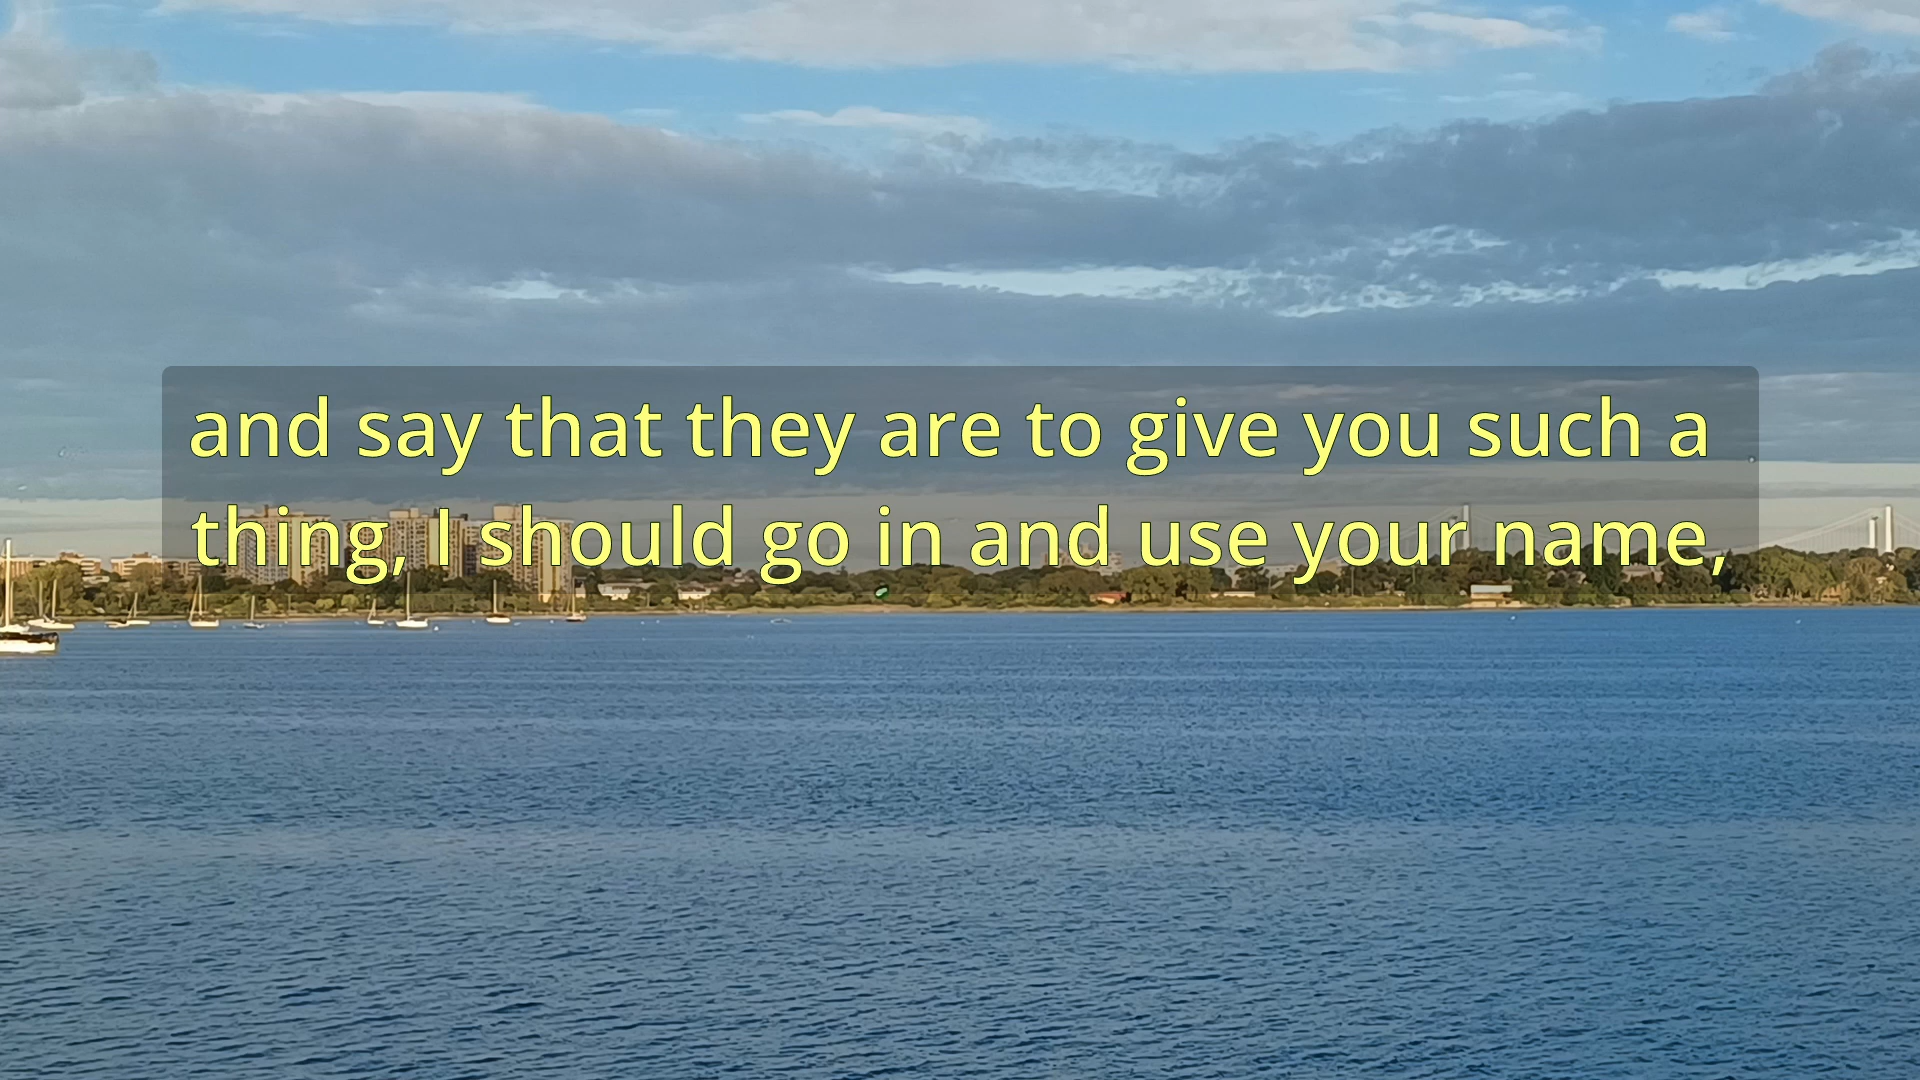 and say that they are to give you such a
thing, I should go in and use your name,